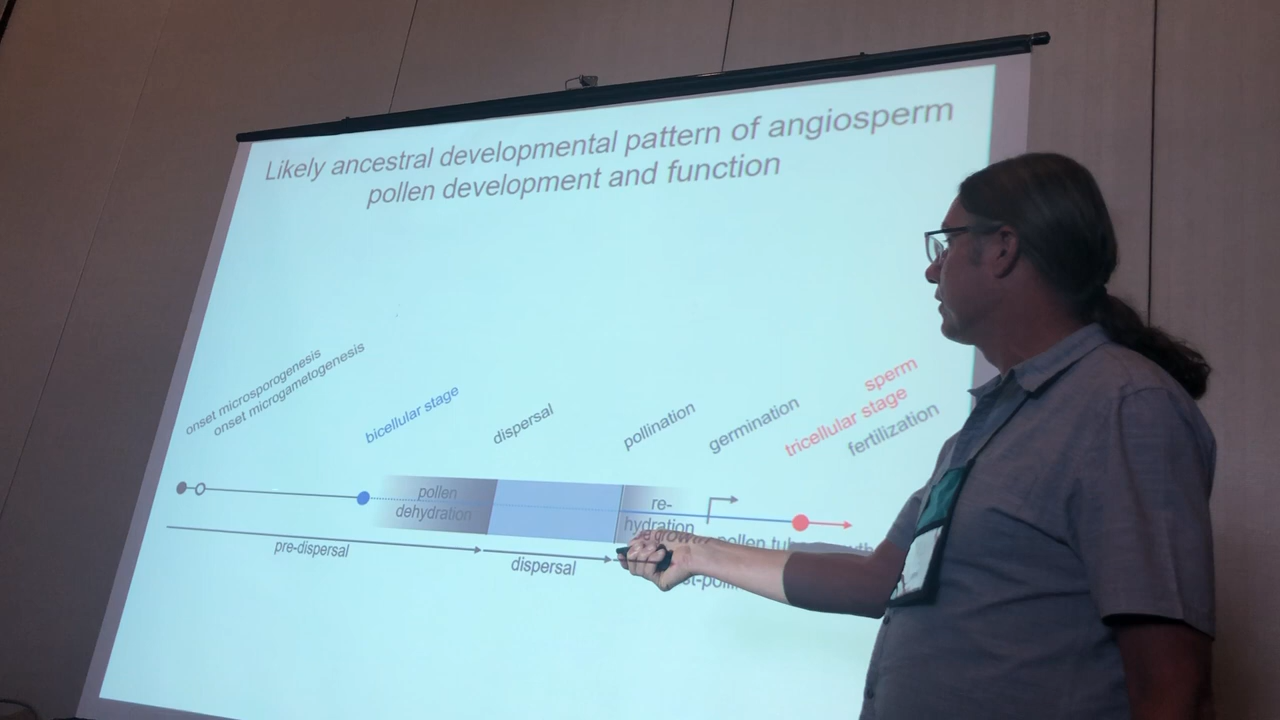 Likely ancestral developmental pattern of angiosperm
pollen development and function
onset microsporogenesis
onset microgametogenesis
bicellular stage
dispersal
pollination
germination
sperm
tricellular stage
fertilization
pollen
dehydration
re-
hydration
pollen
pre-dispersal
dispersal